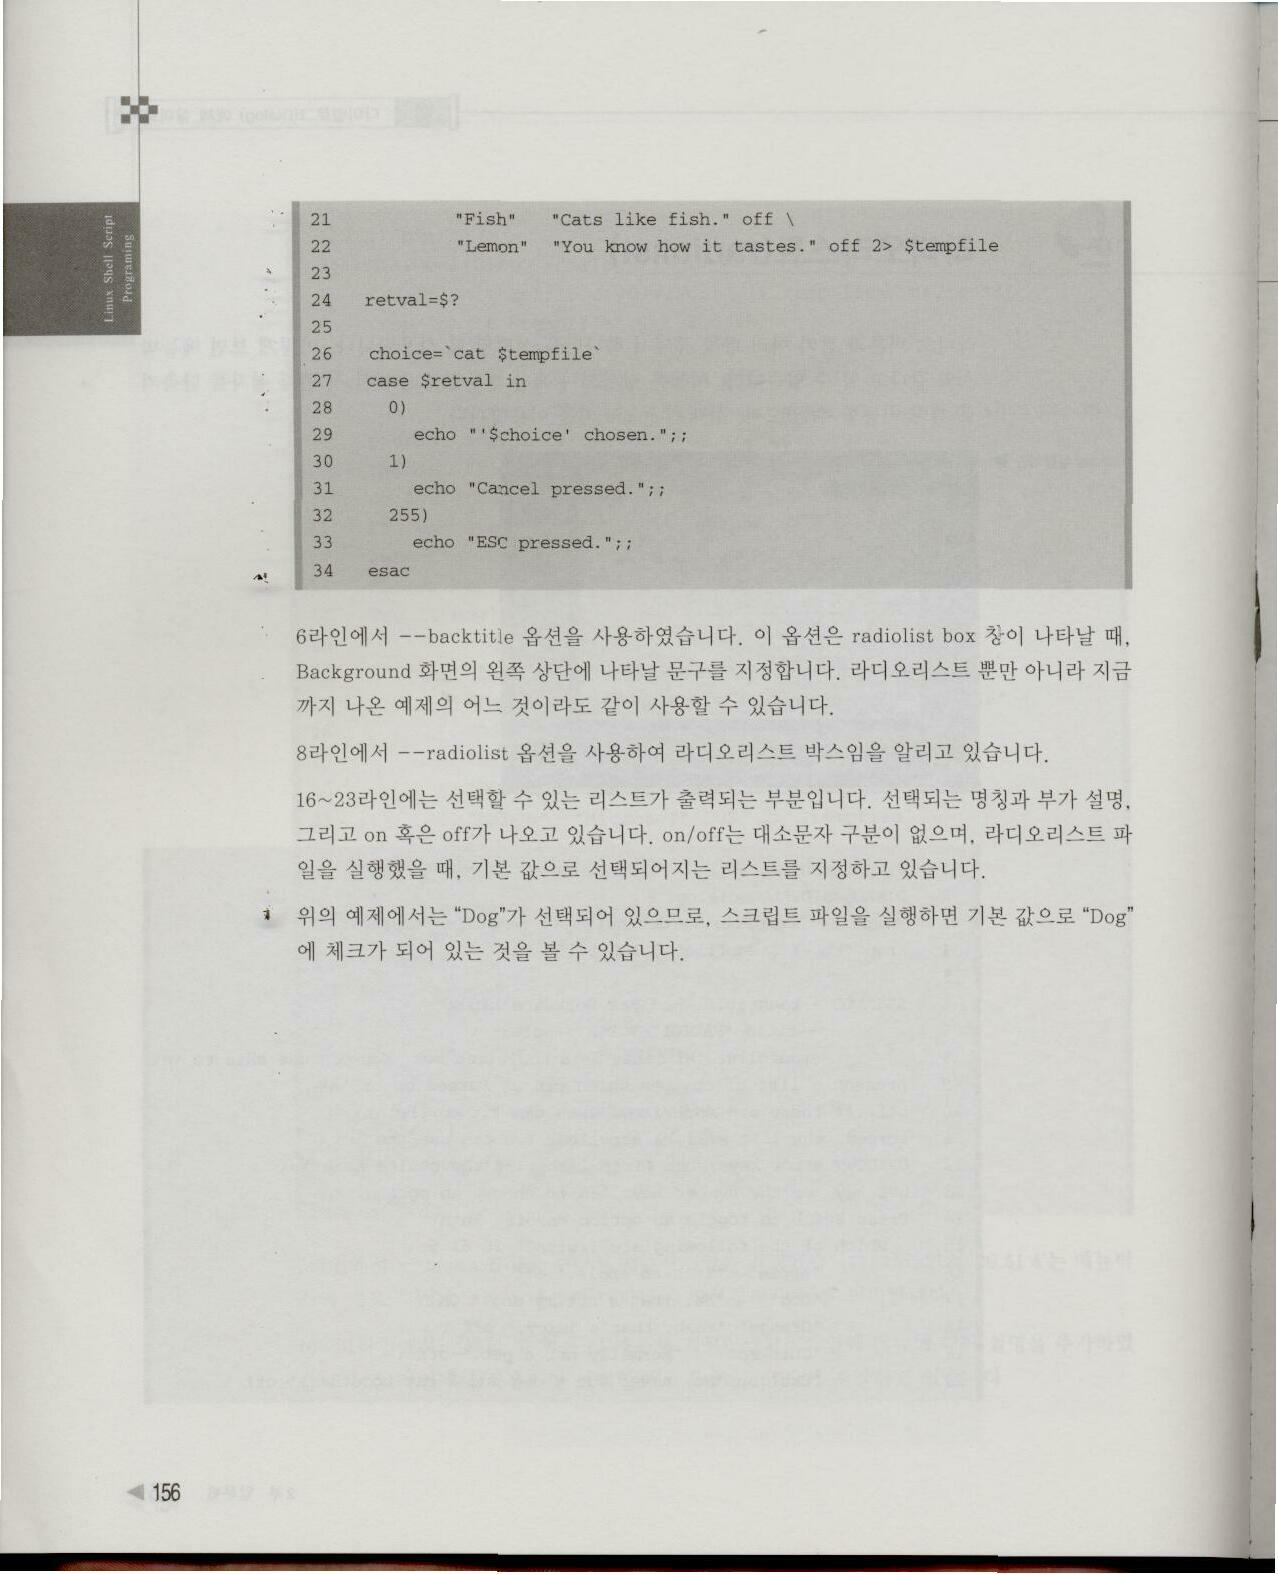 Linux Shell Script
Programing
21 "Fish" "Cats like fish." off \
22 "Lemon" "You know how it tastes." off 2> $tempfile
23
24 retval=$?
25
26 choice=`cat $tempfile`
27 case $retval in
28 0)
29 echo "'$choice' chosen.";;
30 1)
31 echo "Cancel pressed.";;
32 255)
33 echo "ESC pressed.";;
34 esac
6라인에서 --backtitle 옵션을 사용하였습니다. 이 옵션은 radiolist box 창이 나타날 때,
Background 화면의 왼쪽 상단에 나타날 문구를 지정합니다. 라디오리스트 뿐만 아니라 지금
까지 나온 예제의 어느 것이라도 같이 사용할 수 있습니다.
8라인에서 --radiolist 옵션을 사용하여 라디오리스트 박스임을 알리고 있습니다.
16~23라인에는 선택할 수 있는 리스트가 출력되는 부분입니다. 선택되는 명칭과 부가 설명,
그리고 on 혹은 off가 나오고 있습니다. on/off는 대소문자 구분이 없으며, 라디오리스트 파
일을 실행했을 때, 기본 값으로 선택되어지는 리스트를 지정하고 있습니다.
위의 예제에서는 “Dog”가 선택되어 있으므로, 스크립트 파일을 실행하면 기본 값으로 “Dog”
에 체크가 되어 있는 것을 볼 수 있습니다.
156